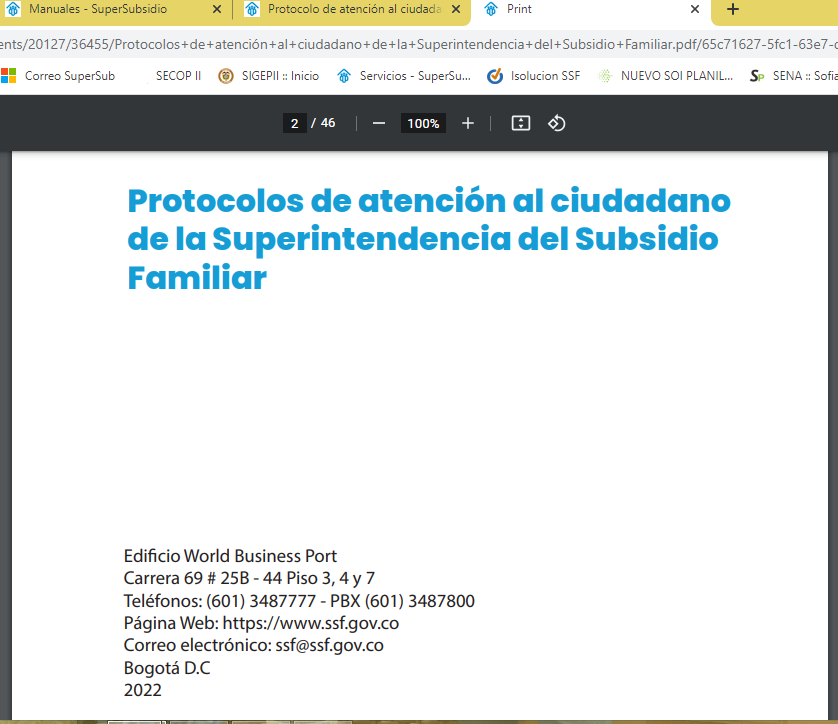 Manuales - SuperSubsidio
Protocolo de atención al ciudada
Print
ents/20127/36455/Protocolos+de+atención+al+ciudadano+de+la+Superintendencia+del+Subsidio+Familiar.pdf/65c71627-5fc1-63e7-
Correo SuperSub
SECOP II
SIGEPII :: Inicio
Servicios - SuperSu...
Isolucion SSF
NUEVO SOI PLANIL...
SENA :: Sofia
2 / 46
100%
Protocolos de atención al ciudadano
de la Superintendencia del Subsidio
Familiar
Edificio World Business Port
Carrera 69 # 25B - 44 Piso 3, 4 y 7
Teléfonos: (601) 3487777 - PBX (601) 3487800
Página Web: https://www.ssf.gov.co
Correo electrónico: ssf@ssf.gov.co
Bogotá D.C
2022